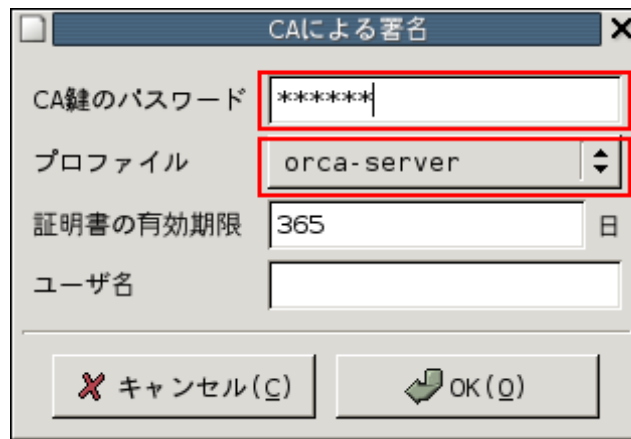 CAによる署名
CA鍵のパスワード ******
プロファイル orca-server
証明書の有効期限 365 日
ユーザ名
キャンセル(C) OK(O)